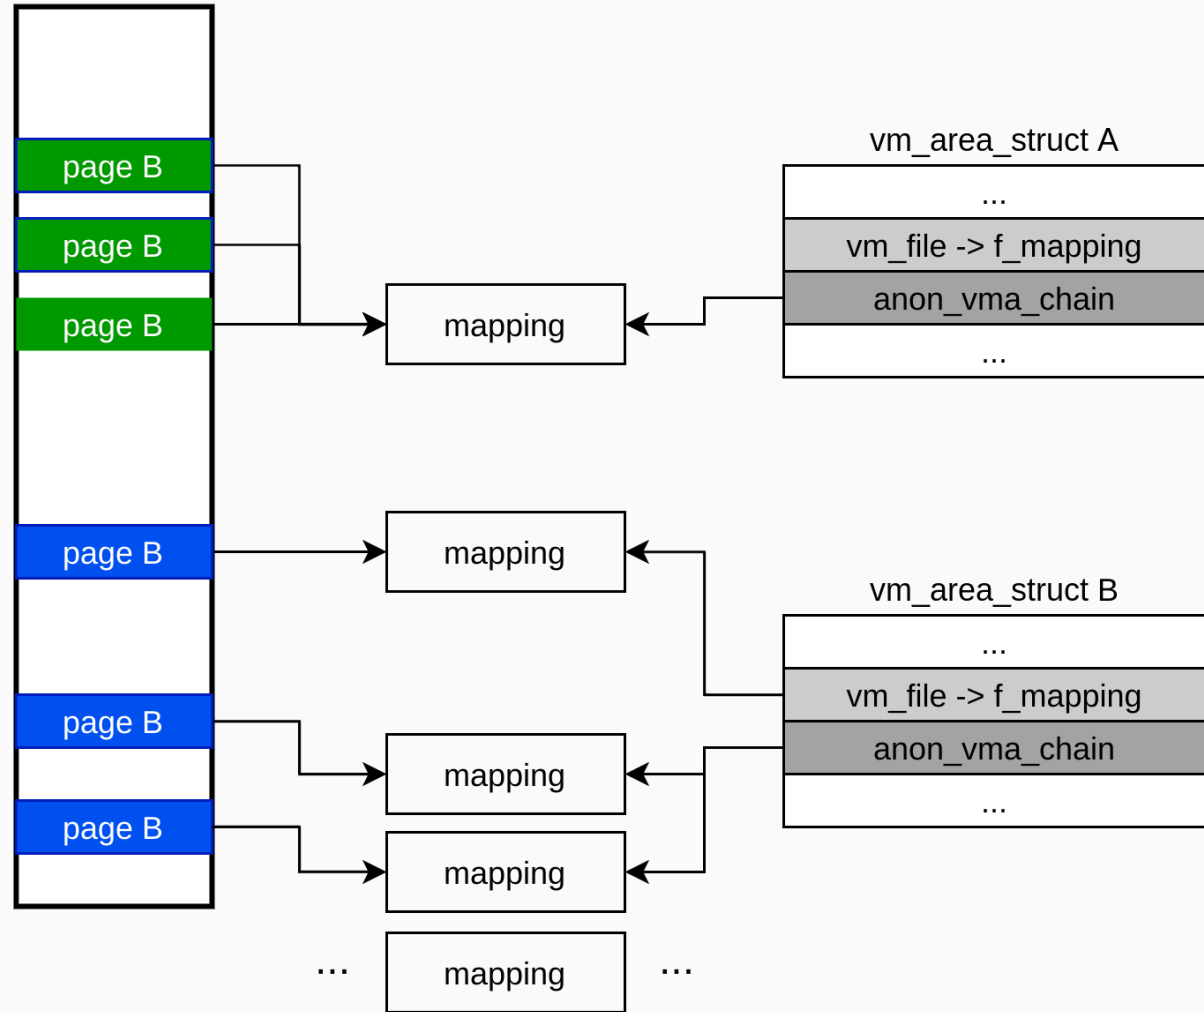 page B
page B
page B
page B
page B
page B
mapping
mapping
mapping
mapping
... mapping ...
vm_area_struct A
...
vm_file -> f_mapping
anon_vma_chain
...
vm_area_struct B
...
vm_file -> f_mapping
anon_vma_chain
...